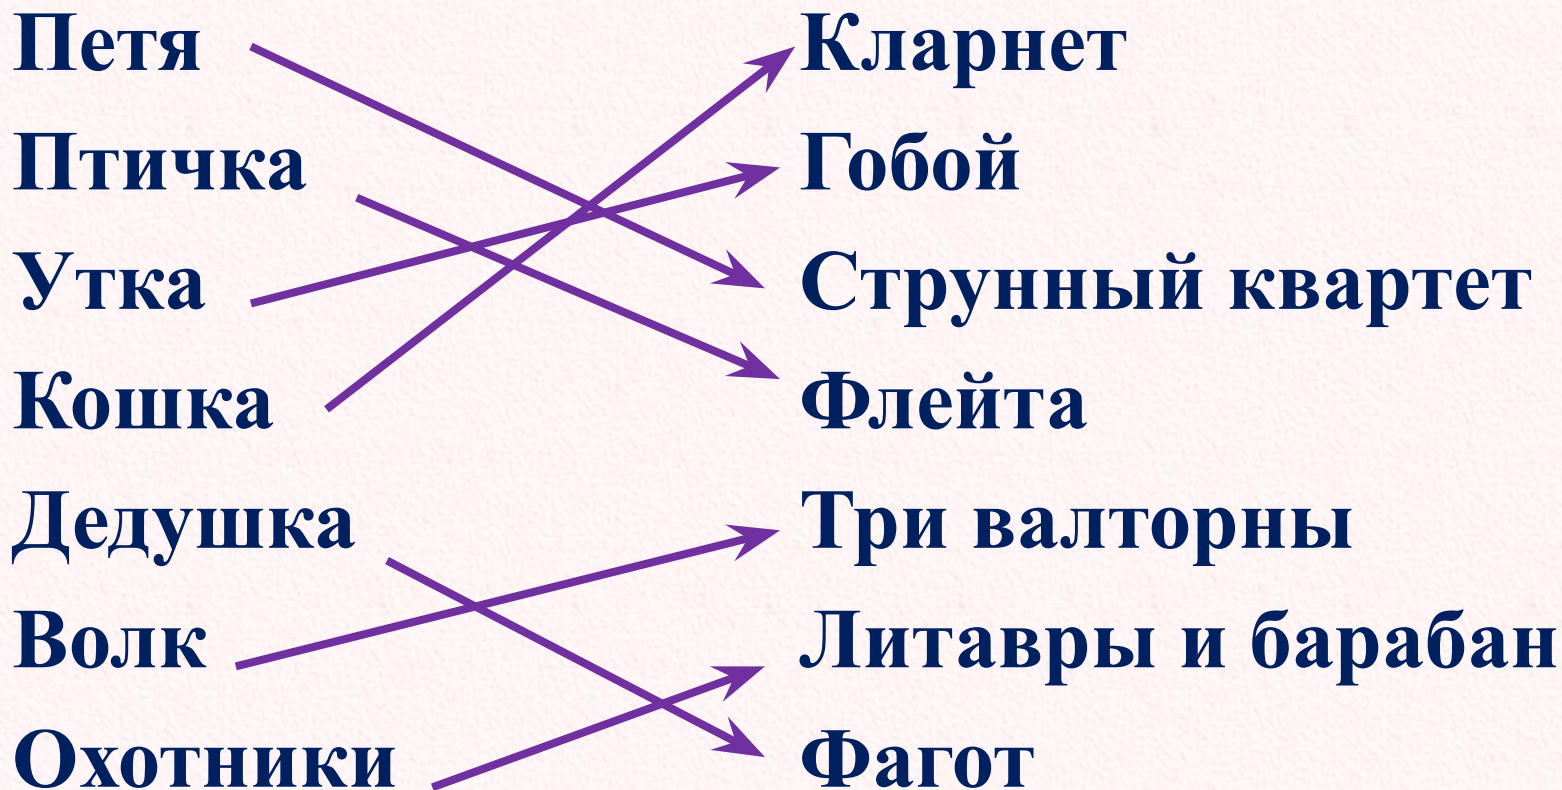 Петя
Птичка
Утка
Кошка
Дедушка
Волк
Охотники
Кларнет
Гобой
Струнный квартет
Флейта
Три валторны
Литавры и барабан
Фагот